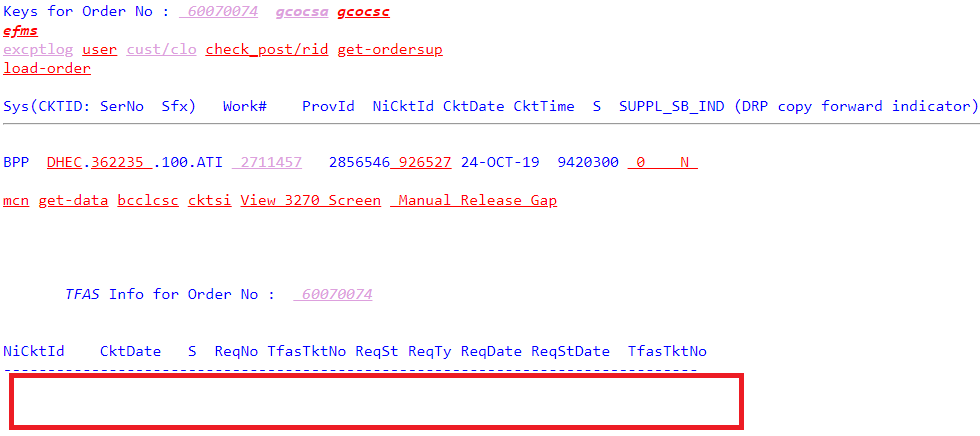 Keys for Order No : 60070074 gcocsa gcocsc
efms
excptlog user cust/clo check_post/rid get-ordersup
load-order
Sys(CKTID: SerNo Sfx) Work# ProvId NiCktId CktDate CktTime S SUPPL_SB_IND (DRP copy forward indicator)
BPP DHEC.362235 .100.ATI 2711457 2856546 926527 24-OCT-19 9420300 0 N
mcn get-data bcclcsc cktsi View 3270 Screen Manual Release Gap
TFAS Info for Order No : 60070074
NiCktId CktDate S ReqNo TfasTktNo ReqSt ReqTy ReqDate ReqStDate TfasTktNo
-------------------------------------------------------------------------------